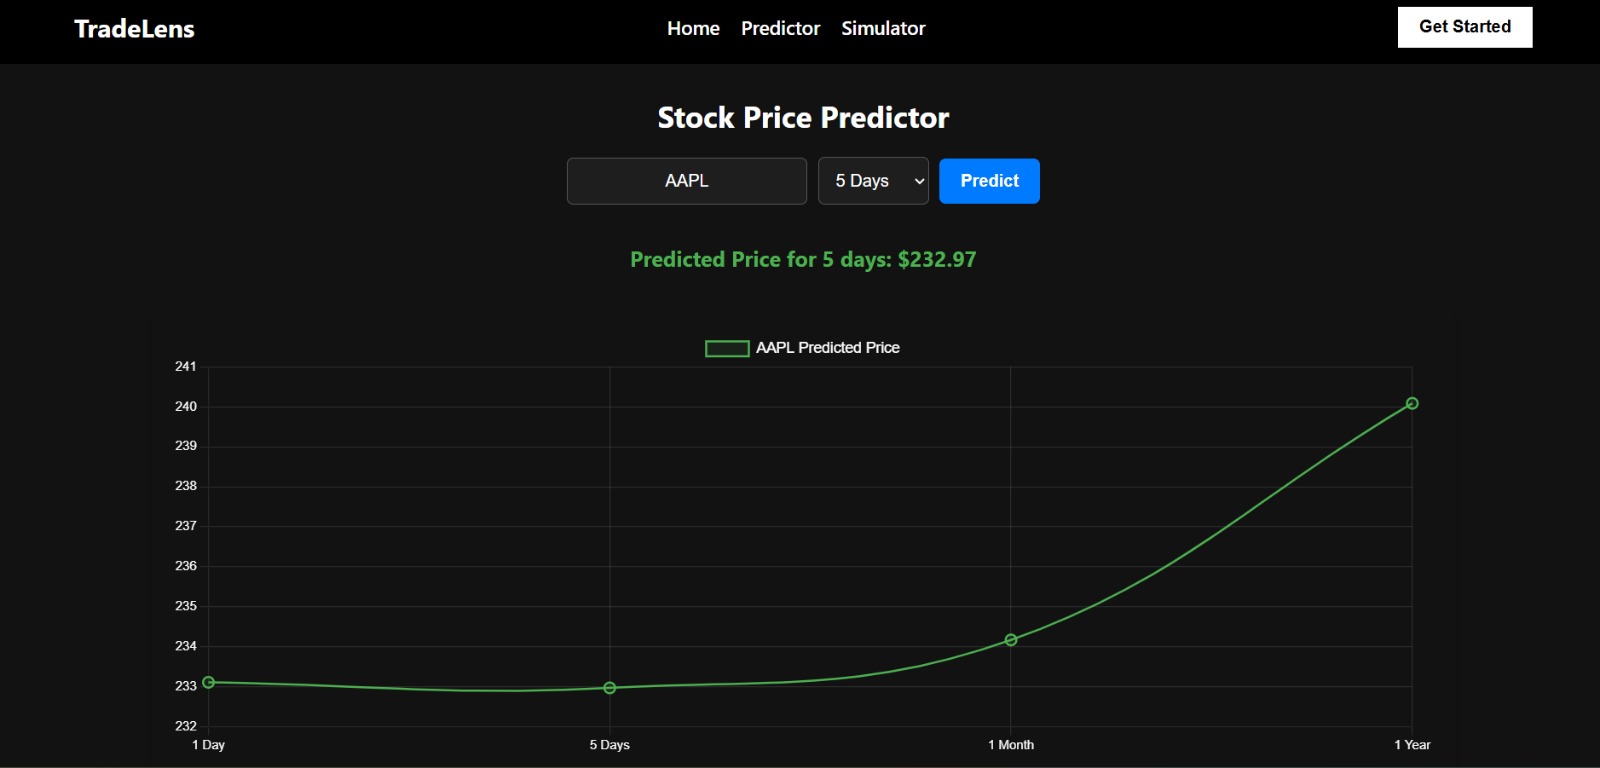 TradeLens
Home Predictor Simulator
Get Started
Stock Price Predictor
AAPL
5 Days
Predict
Predicted Price for 5 days: $232.97
AAPL Predicted Price
241
240
239
238
237
236
235
234
233
232
1 Day
5 Days
1 Month
1 Year